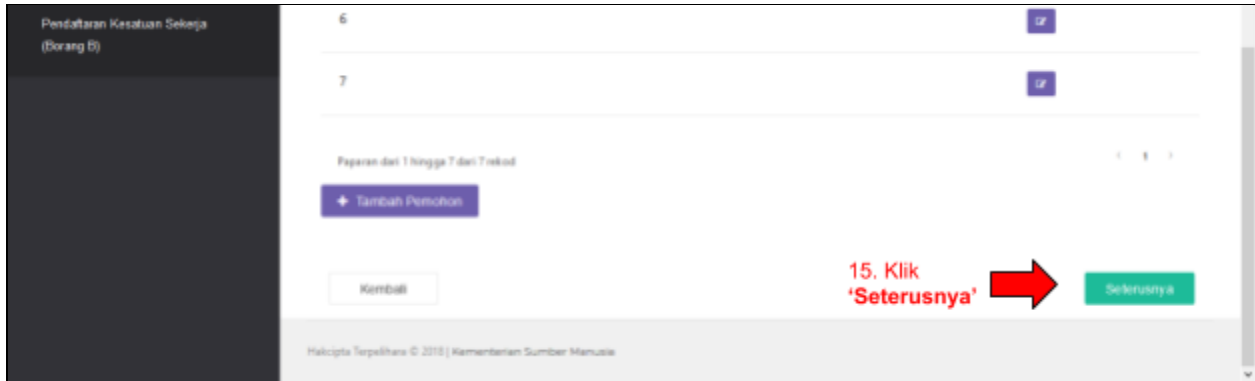 Pendaftaran Kesatuan Sekerja
(Borang B)
6
7
Paparan dari 1 hingga 7 dari 7 rekod
‹ 1 ›
+ Tambah Pemohon
15. Klik
‘Seterusnya’
Kembali
Seterusnya
Hakcipta Terpelihara © 2018 | Kementerian Sumber Manusia